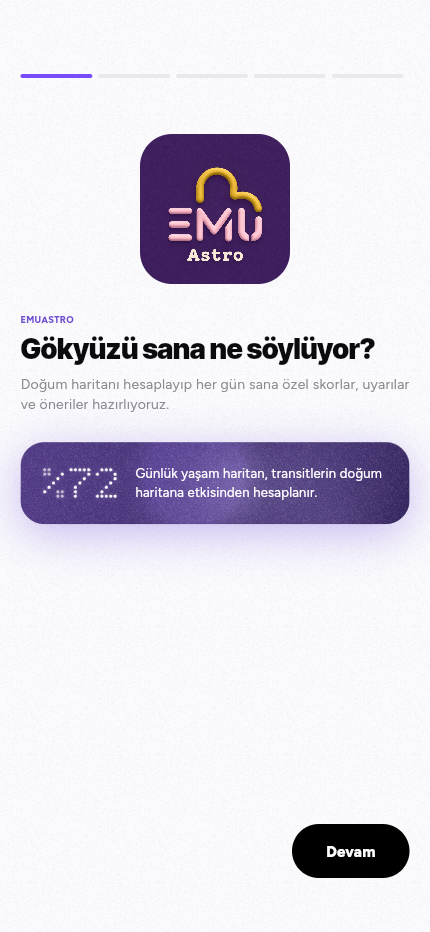 EMU
Astro
EMUASTRO
Gökyüzü sana ne söylüyor?
Doğum haritanı hesaplayıp her gün sana özel skorlar, uyarılar
ve öneriler hazırlıyoruz.
%72
Günlük yaşam haritan, transitlerin doğum
haritana etkisinden hesaplanır.
Devam